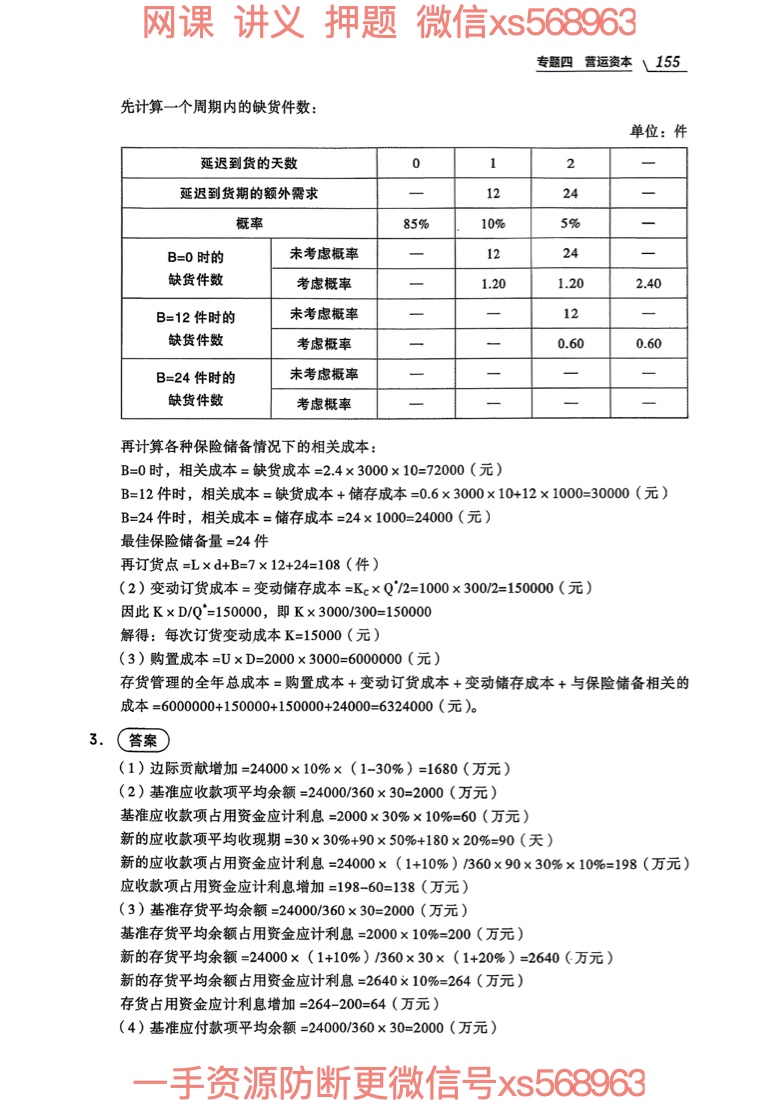 网课 讲义 押题 微信xs568963
专题四 营运资本 155
先计算一个周期内的缺货件数：
单位：件
延迟到货的天数 0 1 2 —
延迟到货期的额外需求 — 12 24 —
概率 85% 10% 5% —
B=0 时的缺货件数 未考虑概率 — 12 24 —
考虑概率 — 1.20 1.20 2.40
B=12 件时的缺货件数 未考虑概率 — — 12 —
考虑概率 — — 0.60 0.60
B=24 件时的缺货件数 未考虑概率 — — — —
考虑概率 — — — —
再计算各种保险储备情况下的相关成本：
B=0 时，相关成本 = 缺货成本 =2.4 × 3000 × 10=72000（元）
B=12 件时，相关成本 = 缺货成本 + 储存成本 =0.6 × 3000 × 10+12 × 1000=30000（元）
B=24 件时，相关成本 = 储存成本 =24 × 1000=24000（元）
最佳保险储备量 =24 件
再订货点 =L × d+B=7 × 12+24=108（件）
（2）变动订货成本 = 变动储存成本 =Kc × Q*/2=1000 × 300/2=150000（元）
因此 K × D/Q*=150000，即 K × 3000/300=150000
解得：每次订货变动成本 K=15000（元）
（3）购置成本 =U × D=2000 × 3000=6000000（元）
存货管理的全年总成本 = 购置成本 + 变动订货成本 + 变动储存成本 + 与保险储备相关的
成本 =6000000+150000+150000+24000=6324000（元）。
3. 答案
（1）边际贡献增加 =24000 × 10% ×（1-30%）=1680（万元）
（2）基准应收款项平均余额 =24000/360 × 30=2000（万元）
基准应收款项占用资金应计利息 =2000 × 30% × 10%=60（万元）
新的应收款项平均收现期 =30 × 30%+90 × 50%+180 × 20%=90（天）
新的应收款项占用资金应计利息 =24000 ×（1+10%）/360 × 90 × 30% × 10%=198（万元）
应收款项占用资金应计利息增加 =198-60=138（万元）
（3）基准存货平均余额 =24000/360 × 30=2000（万元）
基准存货平均余额占用资金应计利息 =2000 × 10%=200（万元）
新的存货平均余额 =24000 ×（1+10%）/360 × 30 ×（1+20%）=2640（万元）
新的存货平均余额占用资金应计利息 =2640 × 10%=264（万元）
存货占用资金应计利息增加 =264-200=64（万元）
（4）基准应付款项平均余额 =24000/360 × 30=2000（万元）
一手资源防断更微信号xs568963